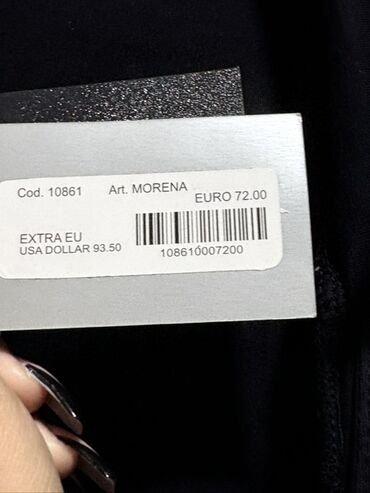 Cod. 10861 Art. MORENA
EURO 72.00
EXTRA EU
USA DOLLAR 93.50
108610007200